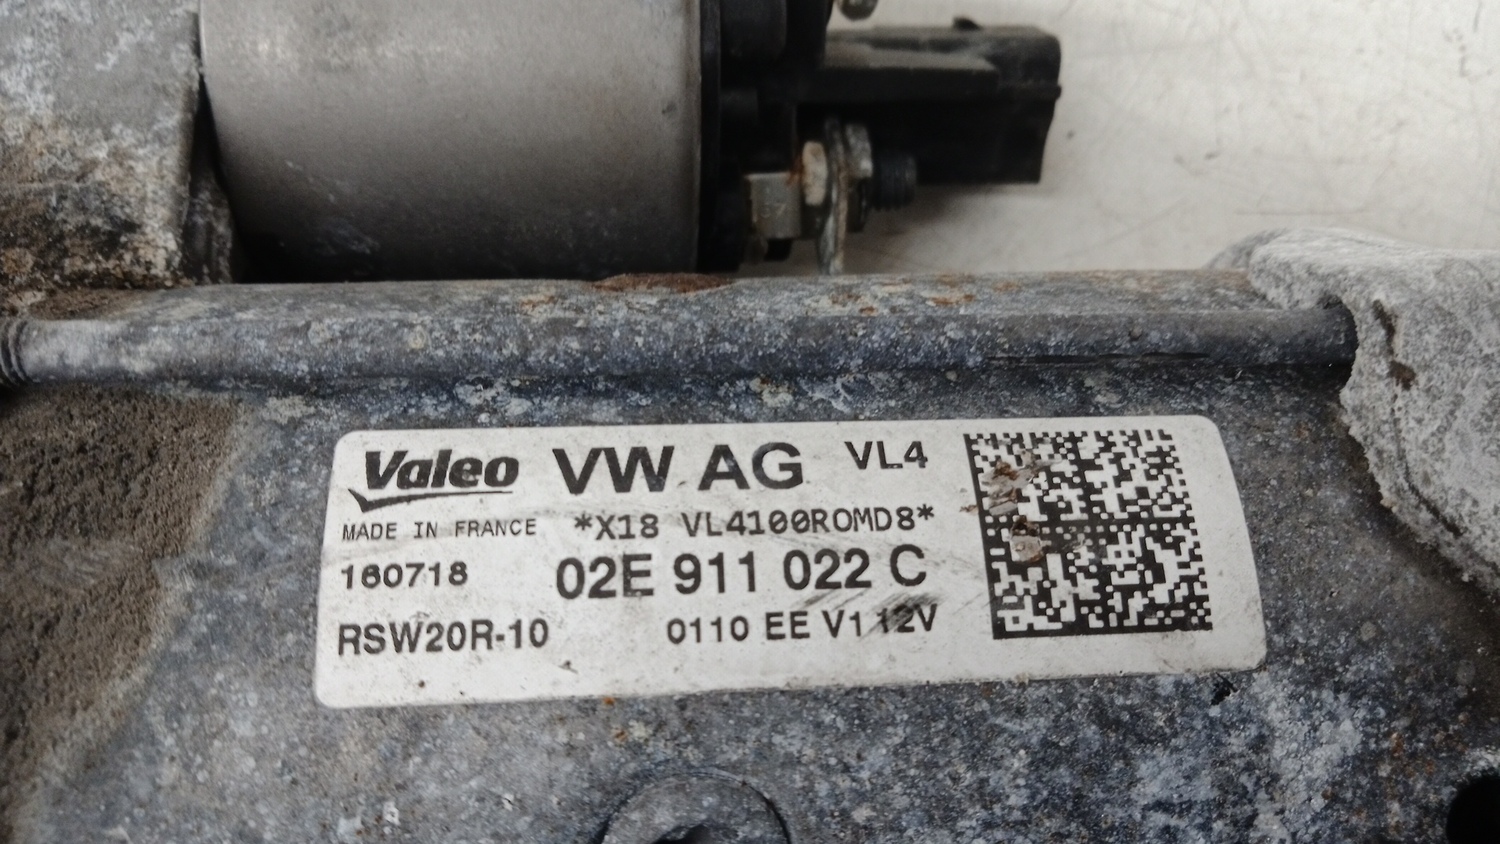 Valeo VW AG VL4
MADE IN FRANCE *X18 VL4100ROMD8*
160718 02E 911 022 C
RSW20R-10 0110 EE V1 12V